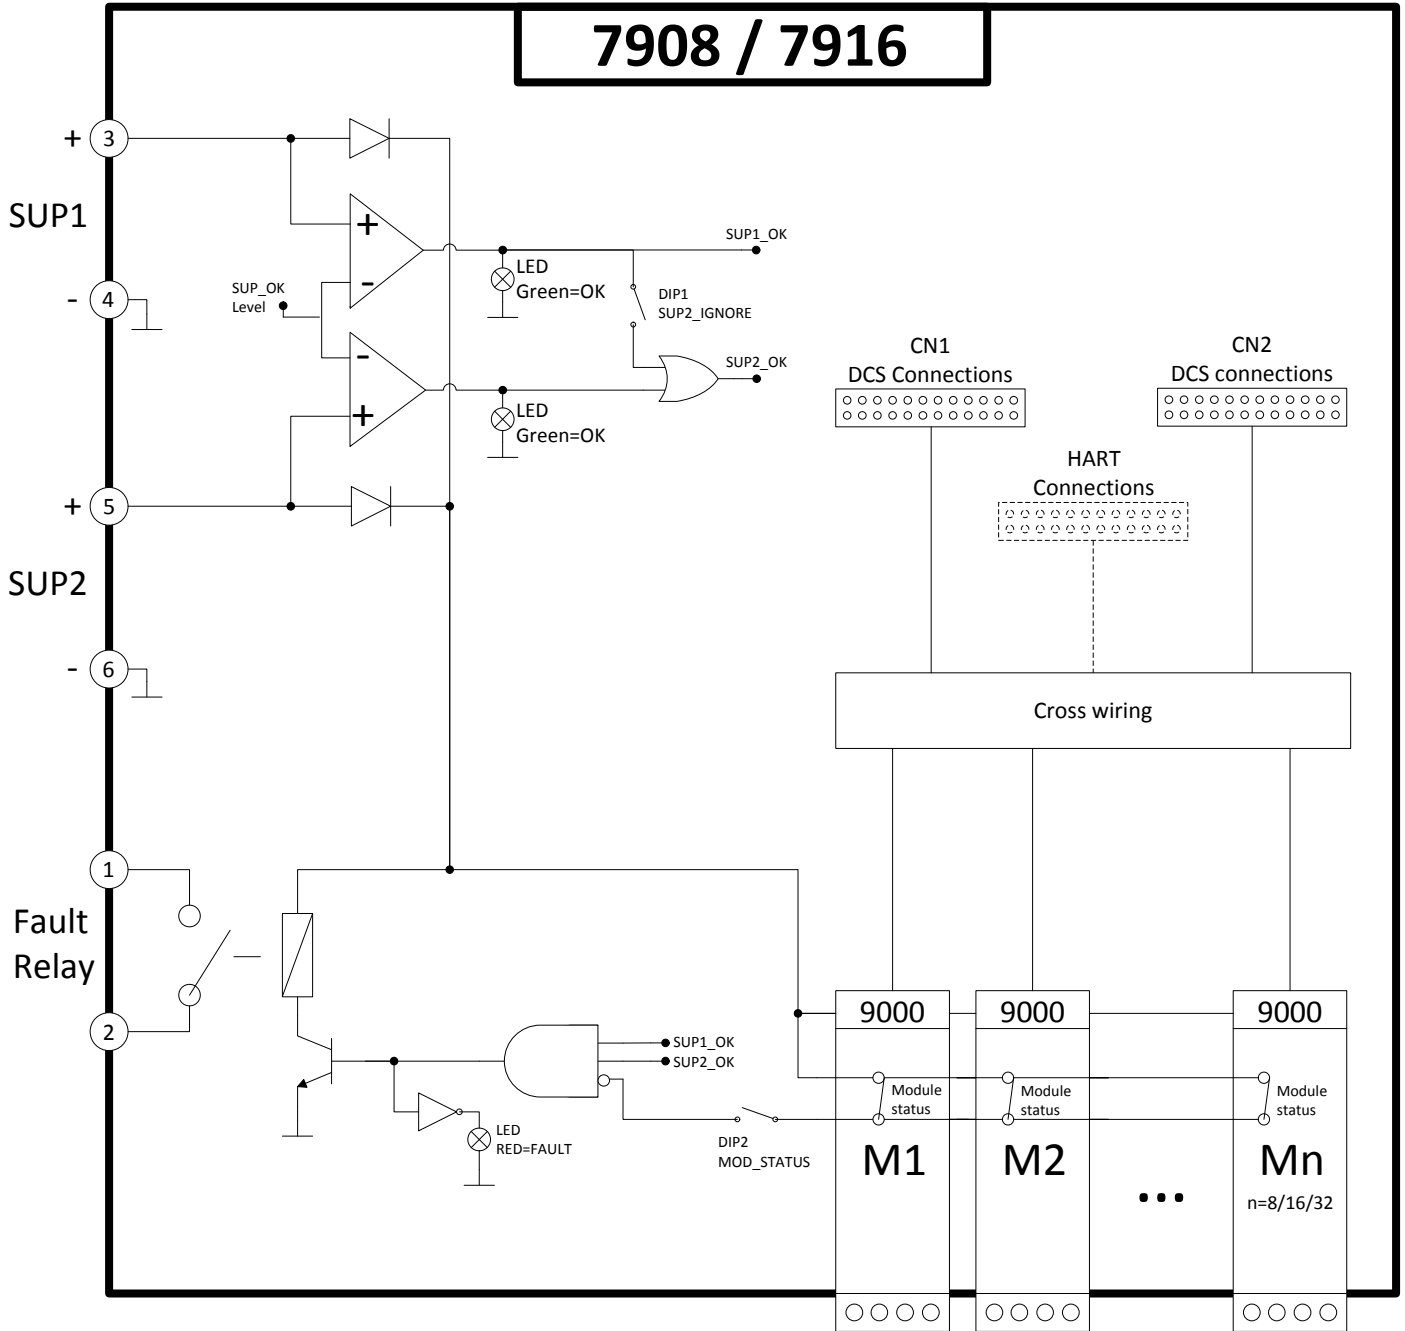 7908 / 7916
+ 3
SUP1
- 4
+
-
SUP_OK
Level
-
+
LED
Green=OK
SUP1_OK
DIP1
SUP2_IGNORE
SUP2_OK
LED
Green=OK
+ 5
SUP2
- 6
CN1
DCS Connections
CN2
DCS connections
HART
Connections
Cross wiring
1
Fault
Relay
2
SUP1_OK
SUP2_OK
LED
RED=FAULT
DIP2
MOD_STATUS
9000
Module
status
M1
9000
Module
status
M2
...
9000
Module
status
Mn
n=8/16/32